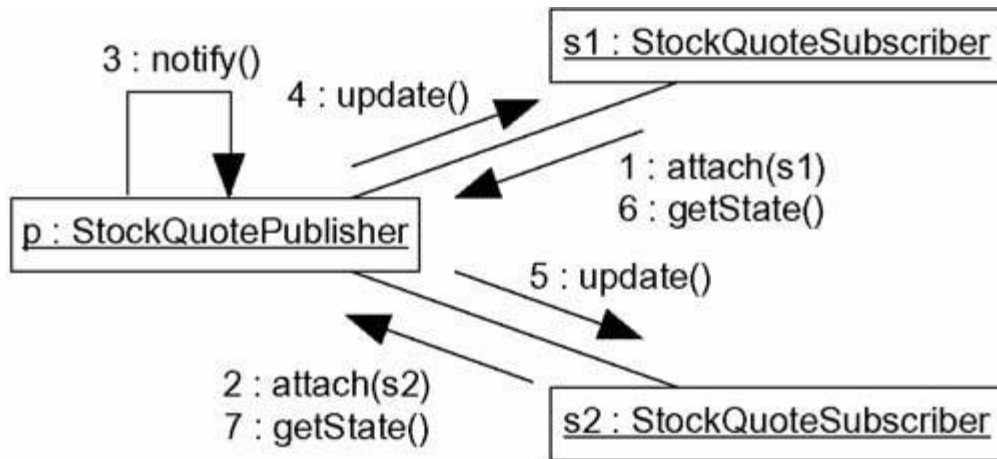 s1 : StockQuoteSubscriber
3 : notify()
4 : update()
1 : attach(s1)
6 : getState()
p : StockQuotePublisher
5 : update()
2 : attach(s2)
7 : getState()
s2 : StockQuoteSubscriber